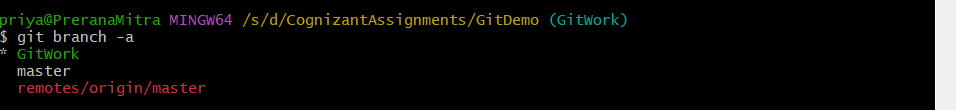 priya@PreranaMitra MINGW64 /s/d/CognizantAssignments/GitDemo (GitWork)
$ git branch -a
* GitWork
  master
  remotes/origin/master